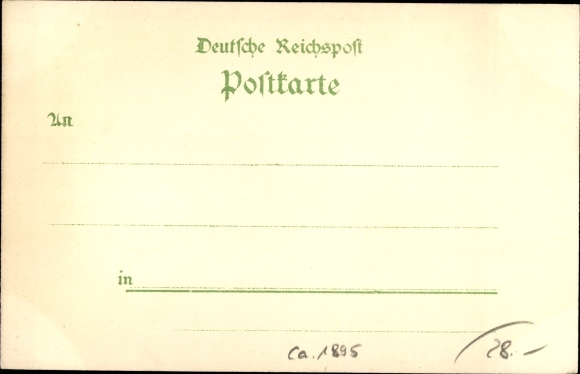 Deutſche Reichspoſt
Poſtkarte
An
in
ca. 1895
28.–